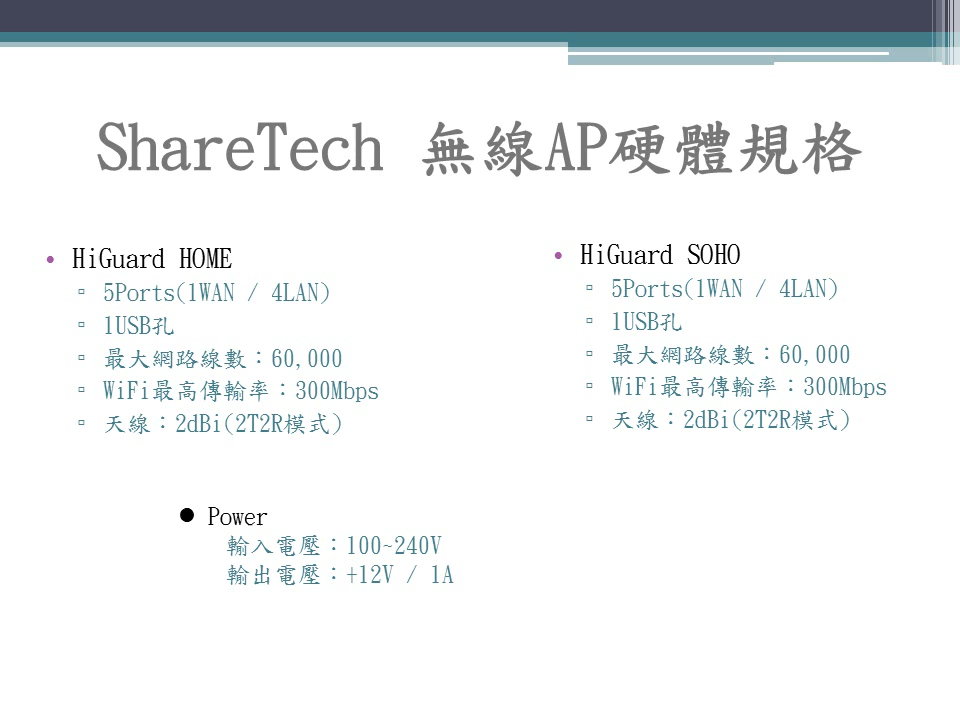 ShareTech 無線AP硬體規格
• HiGuard HOME
▫ 5Ports(1WAN / 4LAN)
▫ 1USB孔
▫ 最大網路線數：60,000
▫ WiFi最高傳輸率：300Mbps
▫ 天線：2dBi(2T2R模式)
• HiGuard SOHO
▫ 5Ports(1WAN / 4LAN)
▫ 1USB孔
▫ 最大網路線數：60,000
▫ WiFi最高傳輸率：300Mbps
▫ 天線：2dBi(2T2R模式)
● Power
輸入電壓：100~240V
輸出電壓：+12V / 1A